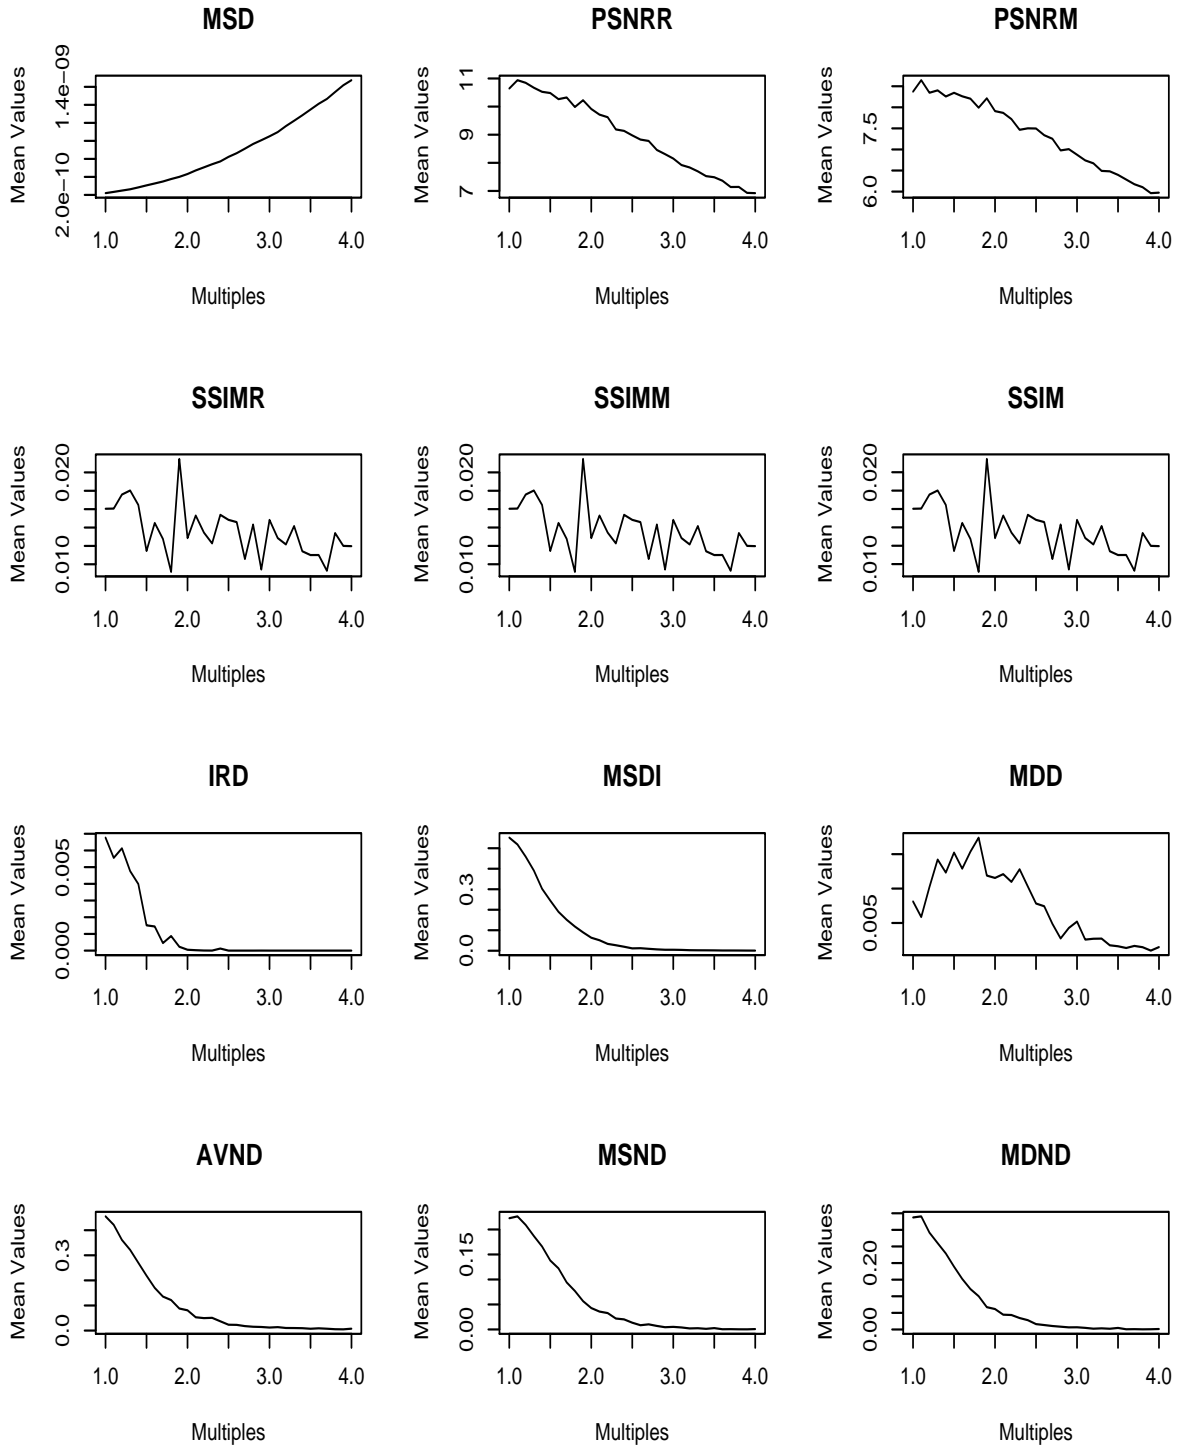 MSD
PSNRR
PSNRM
Mean Values
2.0e−10
1.4e−09
Mean Values
7
9
11
Mean Values
6.0
7.5
1.0 2.0 3.0 4.0
1.0 2.0 3.0 4.0
1.0 2.0 3.0 4.0
Multiples
Multiples
Multiples
SSIMR
SSIMM
SSIM
Mean Values
0.010
0.020
Mean Values
0.010
0.020
Mean Values
0.010
0.020
1.0 2.0 3.0 4.0
1.0 2.0 3.0 4.0
1.0 2.0 3.0 4.0
Multiples
Multiples
Multiples
IRD
MSDI
MDD
Mean Values
0.000
0.005
Mean Values
0.0
0.3
Mean Values
0.005
1.0 2.0 3.0 4.0
1.0 2.0 3.0 4.0
1.0 2.0 3.0 4.0
Multiples
Multiples
Multiples
AVND
MSND
MDND
Mean Values
0.0
0.3
Mean Values
0.00
0.15
Mean Values
0.00
0.20
1.0 2.0 3.0 4.0
1.0 2.0 3.0 4.0
1.0 2.0 3.0 4.0
Multiples
Multiples
Multiples